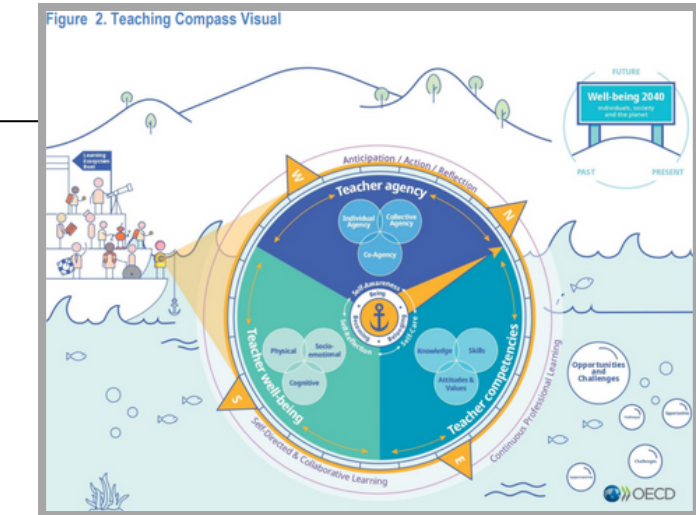 Figure 2. Teaching Compass Visual
FUTURE
Well-being 2040
individuals, society
and the planet
PAST
PRESENT
Learning
Ecosystem
Boat
Anticipation / Action / Reflection
W
N
Teacher agency
Individual
Agency
Collective
Agency
Co-Agency
Self-Awareness
Being
Becoming
Belonging
Self-Reflection
Self-Care
Physical
Socio-
emotional
Cognitive
Teacher well-being
Knowledge
Skills
Attitudes &
Values
Teacher competencies
S
E
Self-Directed & Collaborative Learning
Continuous Professional Learning
Opportunities
and
Challenges
Challenges
OECD